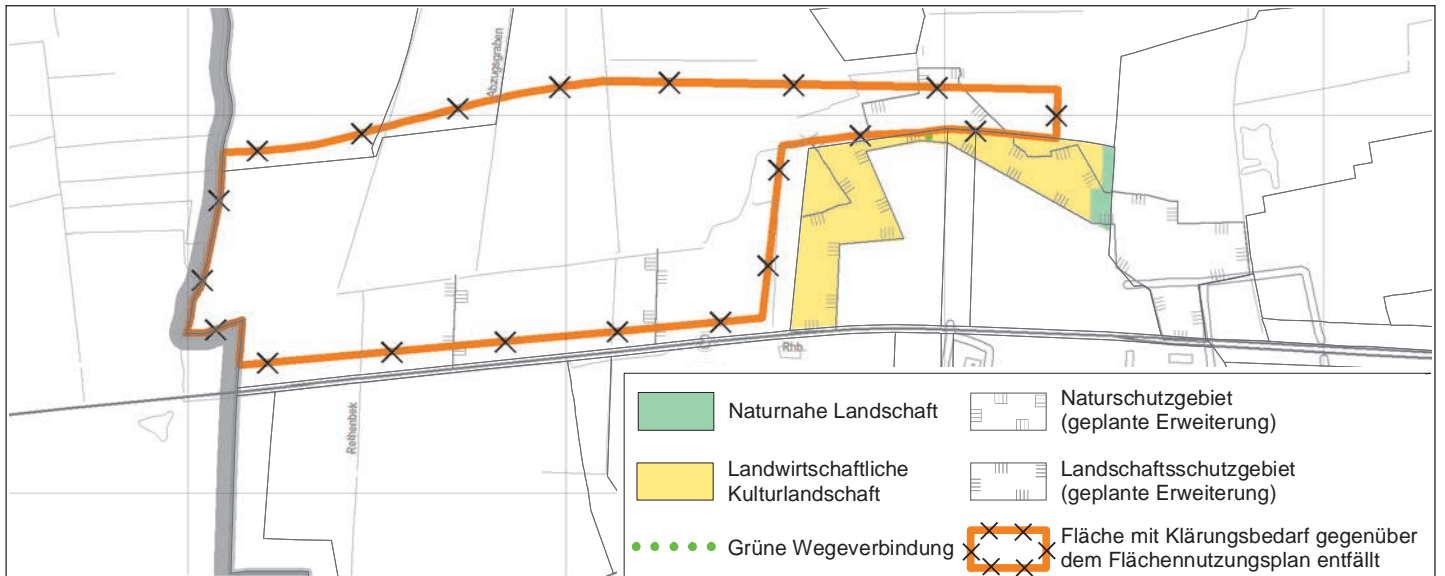 Abzugsgraben
Rhb.
Rethenbek
Naturnahe Landschaft
Landwirtschaftliche
Kulturlandschaft
Grüne Wegeverbindung
Naturschutzgebiet
(geplante Erweiterung)
Landschaftsschutzgebiet
(geplante Erweiterung)
Fläche mit Klärungsbedarf gegenüber
dem Flächennutzungsplan entfällt